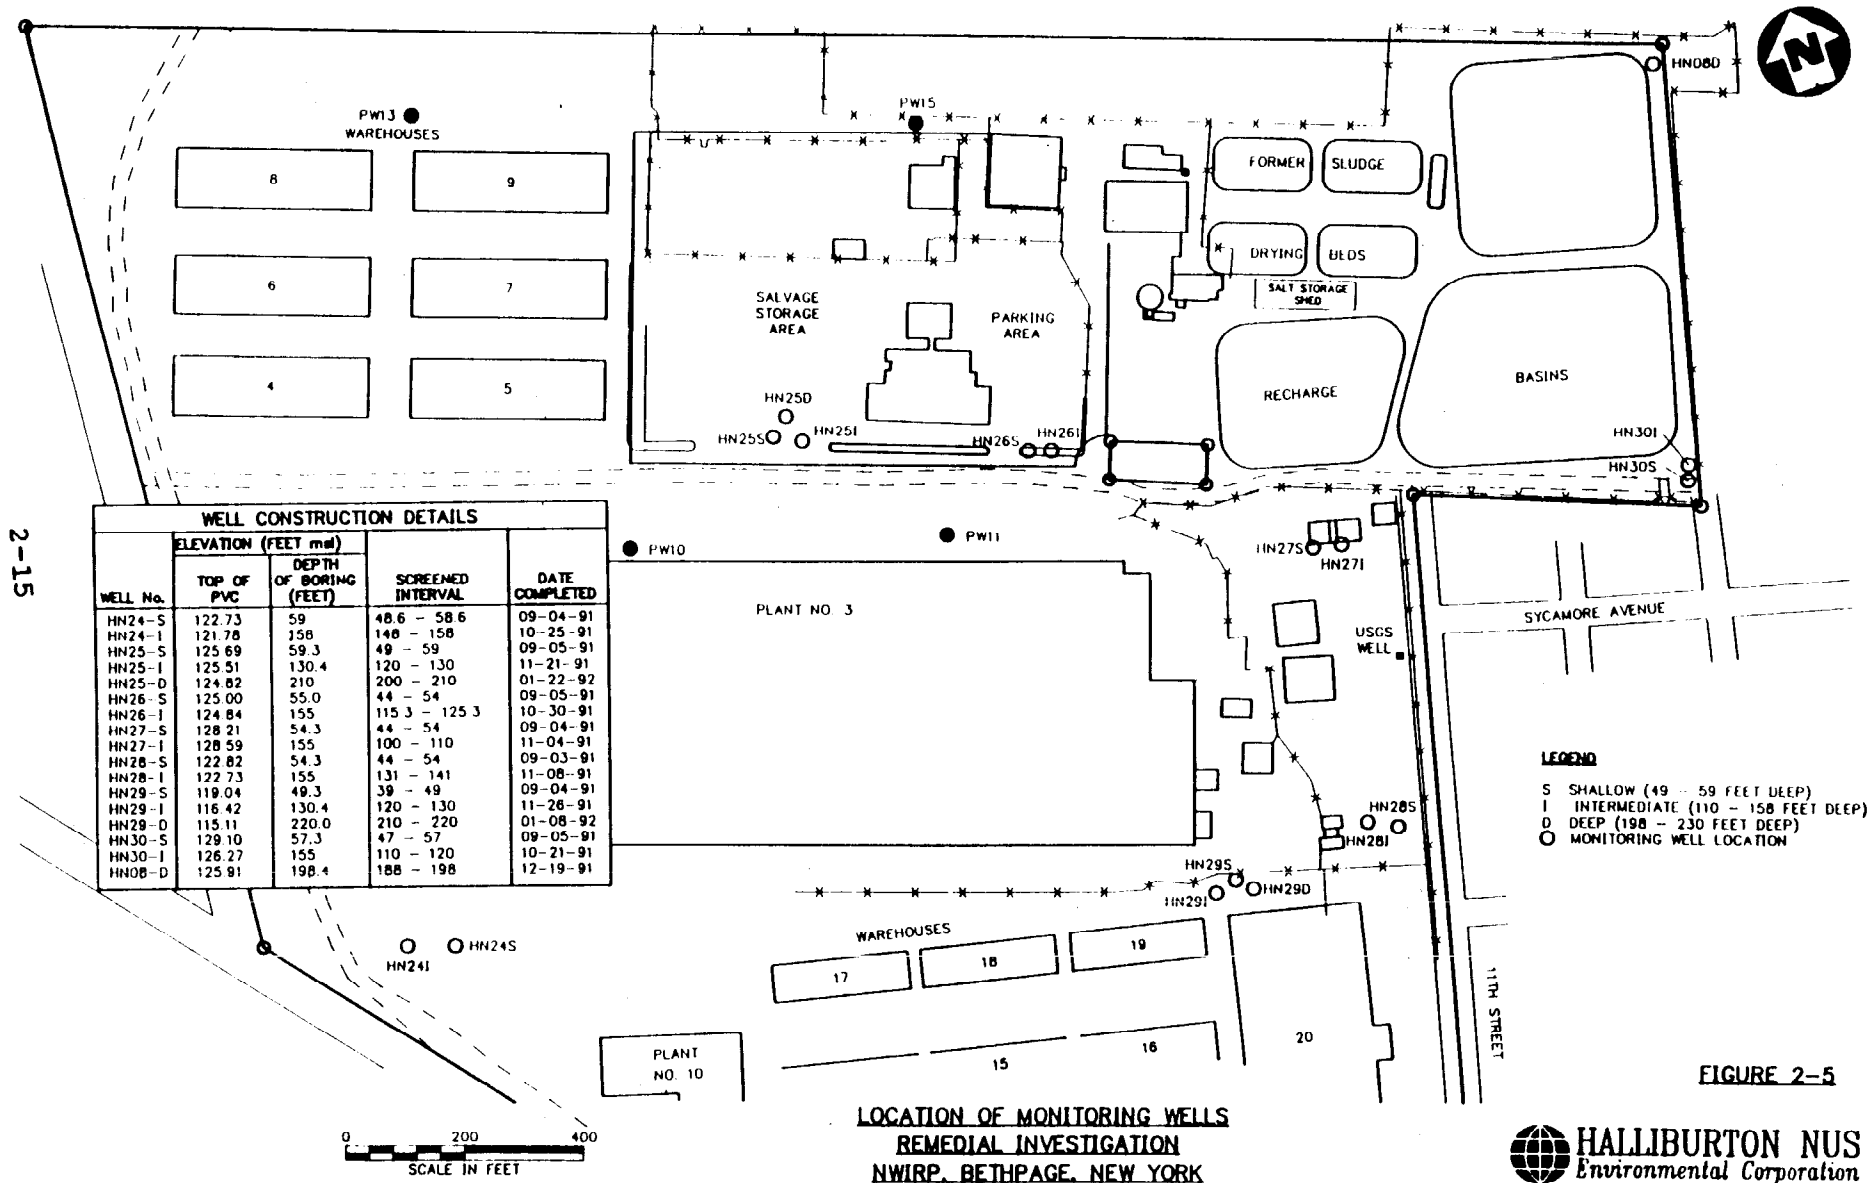 HN08D
N
PW13
WAREHOUSES
PW15
8
9
FORMER SLUDGE
6
7
DRYING BEDS
SALT STORAGE
SHED
SALVAGE
STORAGE
AREA
PARKING
AREA
4
5
RECHARGE
BASINS
HN25D
HN25S
HN25I
HN26S
HN26I
HN30I
HN30S
PW10
PW11
HN27S
HN27I
PLANT NO. 3
SYCAMORE AVENUE
USGS
WELL
2-15
WELL CONSTRUCTION DETAILS
ELEVATION (FEET msl)
WELL No. TOP OF PVC DEPTH OF BORING (FEET) SCREENED INTERVAL DATE COMPLETED
HN24-S 122.73 59 48.6 - 58.6 09-04-91
HN24-I 121.78 158 148 - 158 10-25-91
HN25-S 125.69 59.3 49 - 59 09-05-91
HN25-I 125.51 130.4 120 - 130 11-21-91
HN25-D 124.82 210 200 - 210 01-22-92
HN26-S 125.00 55.0 44 - 54 09-05-91
HN26-I 124.84 155 115.3 - 125.3 10-30-91
HN27-S 128.21 54.3 44 - 54 09-04-91
HN27-I 128.59 155 100 - 110 11-04-91
HN28-S 122.82 54.3 44 - 54 09-03-91
HN28-I 122.73 155 131 - 141 11-08-91
HN29-S 119.04 49.3 39 - 49 09-04-91
HN29-I 116.42 130.4 120 - 130 11-26-91
HN29-D 115.11 220.0 210 - 220 01-08-92
HN30-S 129.10 57.3 47 - 57 09-05-91
HN30-I 126.27 155 110 - 120 10-21-91
HN08-D 125.91 198.4 188 - 198 12-19-91
LEGEND
S SHALLOW (49 - 59 FEET DEEP)
I INTERMEDIATE (110 - 158 FEET DEEP)
D DEEP (198 - 230 FEET DEEP)
MONITORING WELL LOCATION
HN28S
HN28I
HN29S
HN29D
HN29I
HN24I
HN24S
WAREHOUSES
17
18
19
15
16
20
PLANT
NO. 10
11TH STREET
FIGURE 2-5
0 200 400
SCALE IN FEET
LOCATION OF MONITORING WELLS
REMEDIAL INVESTIGATION
NWIRP, BETHPAGE, NEW YORK
HALLIBURTON NUS
Environmental Corporation